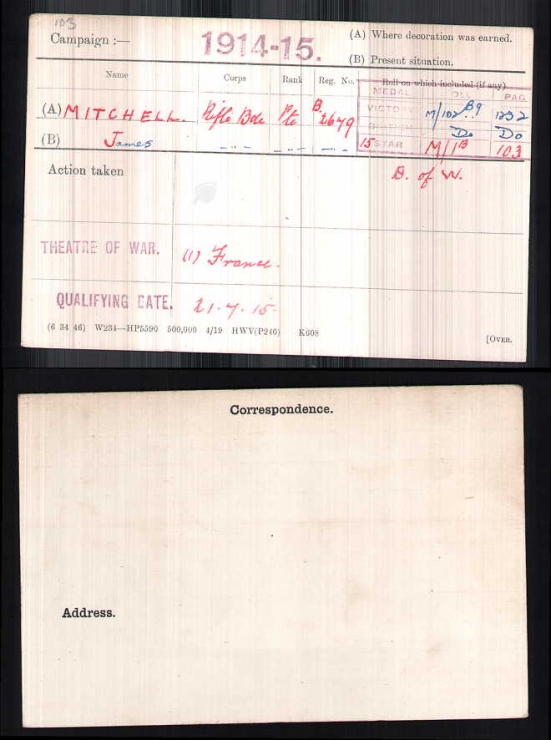 103
Campaign :—
1914-15.
(A) Where decoration was earned.
(B) Present situation.
Name Corps Rank Reg. No. Roll on which included (if any)
MEDAL ROLL PAGE
(A) MITCHELL. Rifle Bde Pte B. 2679 VICTORY M/102 B9 1232
(B) James —"— —"— Do Do
15 STAR M/1B 103
Action taken
D. of W.
THEATRE OF WAR. (1) France.
QUALIFYING DATE. 21.7.15
(6 34 46) W234—HP5590 500,000 4/19 HWV(P240) K608
[OVER.
Correspondence.
Address.